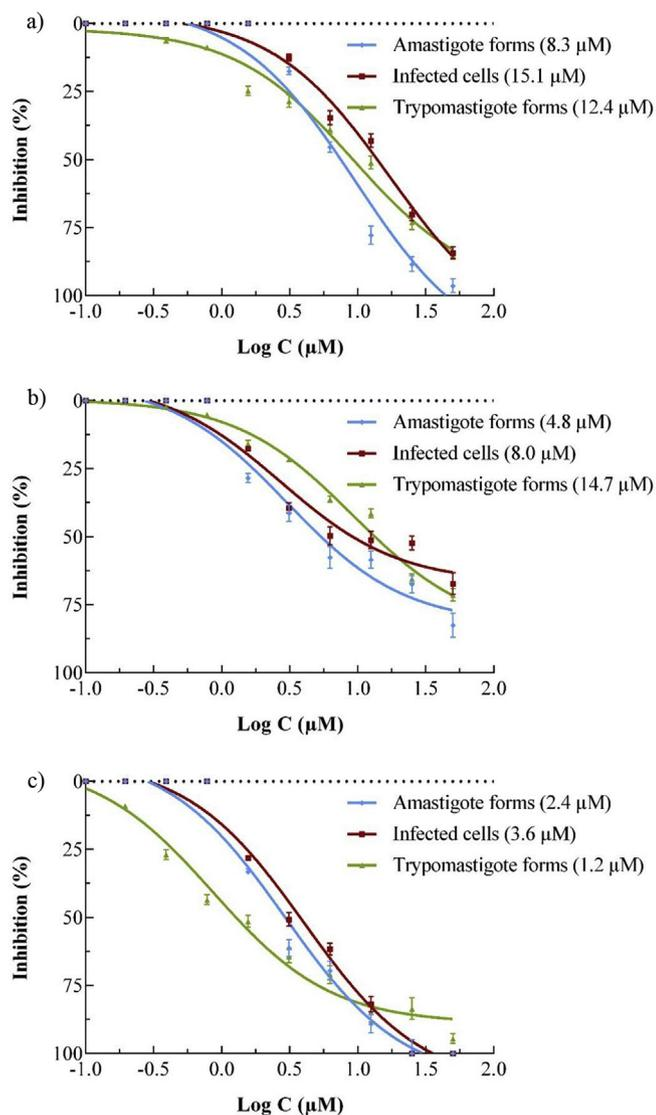 a)
0
25
50
75
100
Inhibition (%)
Amastigote forms (8.3 µM)
Infected cells (15.1 µM)
Trypomastigote forms (12.4 µM)
-1.0 -0.5 0.0 0.5 1.0 1.5 2.0
Log C (µM)
b)
0
25
50
75
100
Inhibition (%)
Amastigote forms (4.8 µM)
Infected cells (8.0 µM)
Trypomastigote forms (14.7 µM)
-1.0 -0.5 0.0 0.5 1.0 1.5 2.0
Log C (µM)
c)
0
25
50
75
100
Inhibition (%)
Amastigote forms (2.4 µM)
Infected cells (3.6 µM)
Trypomastigote forms (1.2 µM)
-1.0 -0.5 0.0 0.5 1.0 1.5 2.0
Log C (µM)